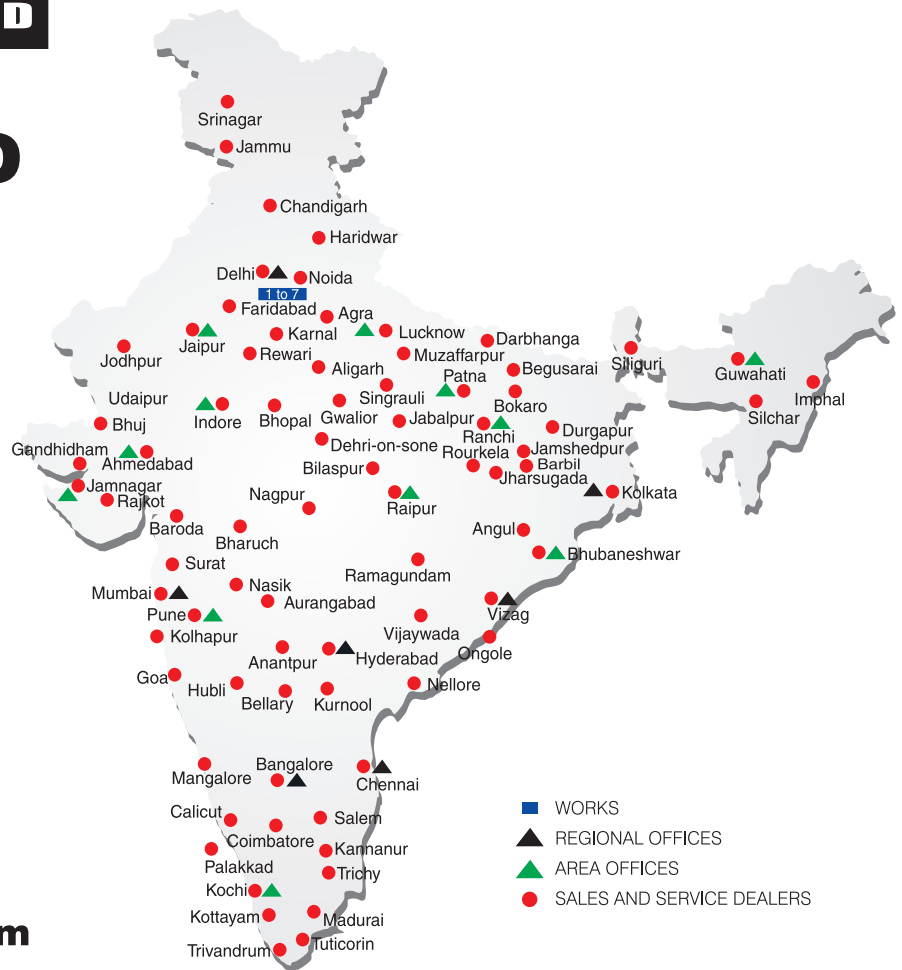 D
Srinagar
Jammu
Chandigarh
Haridwar
Delhi
Noida
1 to 7
Faridabad
Agra
Jaipur
Karnal
Lucknow
Darbhanga
Jodhpur
Rewari
Muzaffarpur
Siliguri
Guwahati
Aligarh
Patna
Begusarai
Imphal
Udaipur
Singrauli
Bokaro
Silchar
Bhuj
Indore
Bhopal
Gwalior
Jabalpur
Ranchi
Durgapur
Gandhidham
Ahmedabad
Dehri-on-sone
Rourkela
Jamshedpur
Barbil
Jharsugada
Bilaspur
Jamnagar
Rajkot
Nagpur
Raipur
Kolkata
Baroda
Bharuch
Angul
Bhubaneshwar
Surat
Ramagundam
Mumbai
Nasik
Aurangabad
Vizag
Pune
Kolhapur
Vijaywada
Ongole
Anantpur
Hyderabad
Goa
Hubli
Bellary
Kurnool
Nellore
Mangalore
Bangalore
Chennai
Calicut
Coimbatore
Salem
Palakkad
Kannanur
Trichy
Kochi
Kottayam
Madurai
Trivandrum
Tuticorin
WORKS
REGIONAL OFFICES
AREA OFFICES
SALES AND SERVICE DEALERS
m